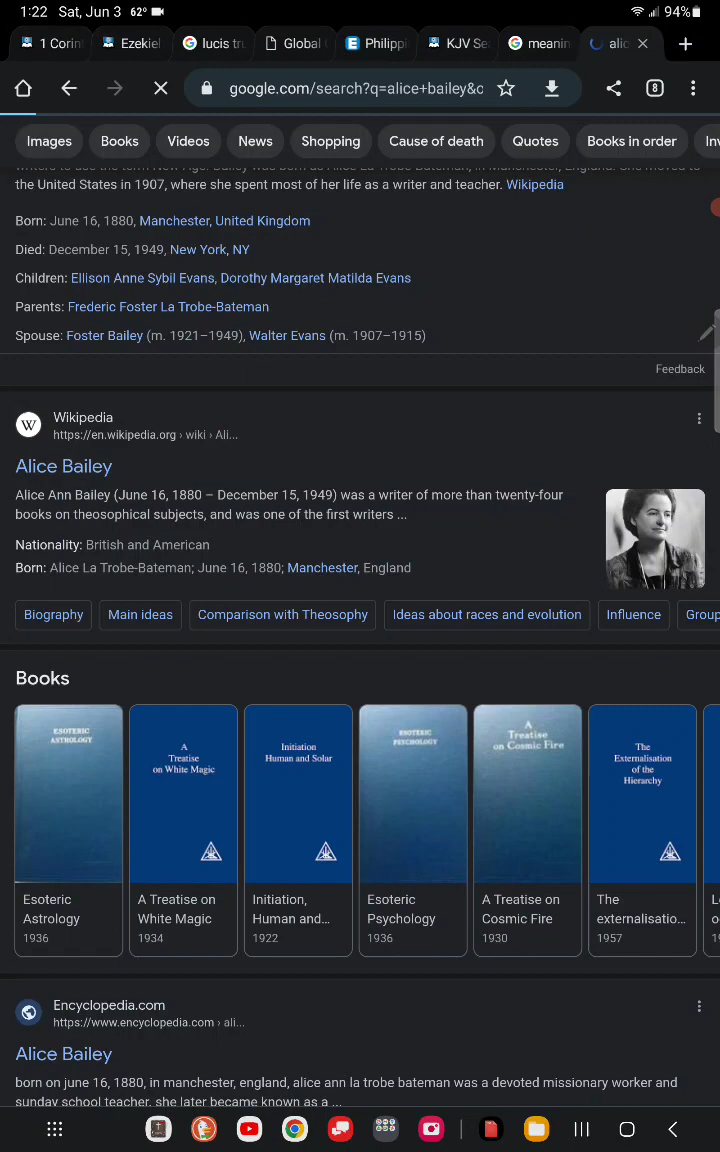 1:22 Sat, Jun 3 62° 94%
1 Corin
Ezekiel
lucis tr
Global
Philippi
KJV Se
meanin
alic
google.com/search?q=alice+bailey&c
8
Images
Books
Videos
News
Shopping
Cause of death
Quotes
Books in order
In
the United States in 1907, where she spent most of her life as a writer and teacher. Wikipedia
Born: June 16, 1880, Manchester, United Kingdom
Died: December 15, 1949, New York, NY
Children: Ellison Anne Sybil Evans, Dorothy Margaret Matilda Evans
Parents: Frederic Foster La Trobe-Bateman
Spouse: Foster Bailey (m. 1921–1949), Walter Evans (m. 1907–1915)
Feedback
W
Wikipedia
https://en.wikipedia.org › wiki › Ali...
Alice Bailey
Alice Ann Bailey (June 16, 1880 – December 15, 1949) was a writer of more than twenty-four
books on theosophical subjects, and was one of the first writers ...
Nationality: British and American
Born: Alice La Trobe-Bateman; June 16, 1880; Manchester, England
Biography
Main ideas
Comparison with Theosophy
Ideas about races and evolution
Influence
Group
Books
ESOTERIC
ASTROLOGY
A
Treatise
on White Magic
Initiation
Human and Solar
ESOTERIC
PSYCHOLOGY
A
Treatise
on Cosmic Fire
The
Externalisation
of the
Hierarchy
Esoteric
Astrology
1936
A Treatise on
White Magic
1934
Initiation,
Human and...
1922
Esoteric
Psychology
1936
A Treatise on
Cosmic Fire
1930
The
externalisatio...
1957
Encyclopedia.com
https://www.encyclopedia.com › ali...
Alice Bailey
born on june 16, 1880, in manchester, england, alice ann la trobe bateman was a devoted missionary worker and
sunday school teacher. she later became known as a ...